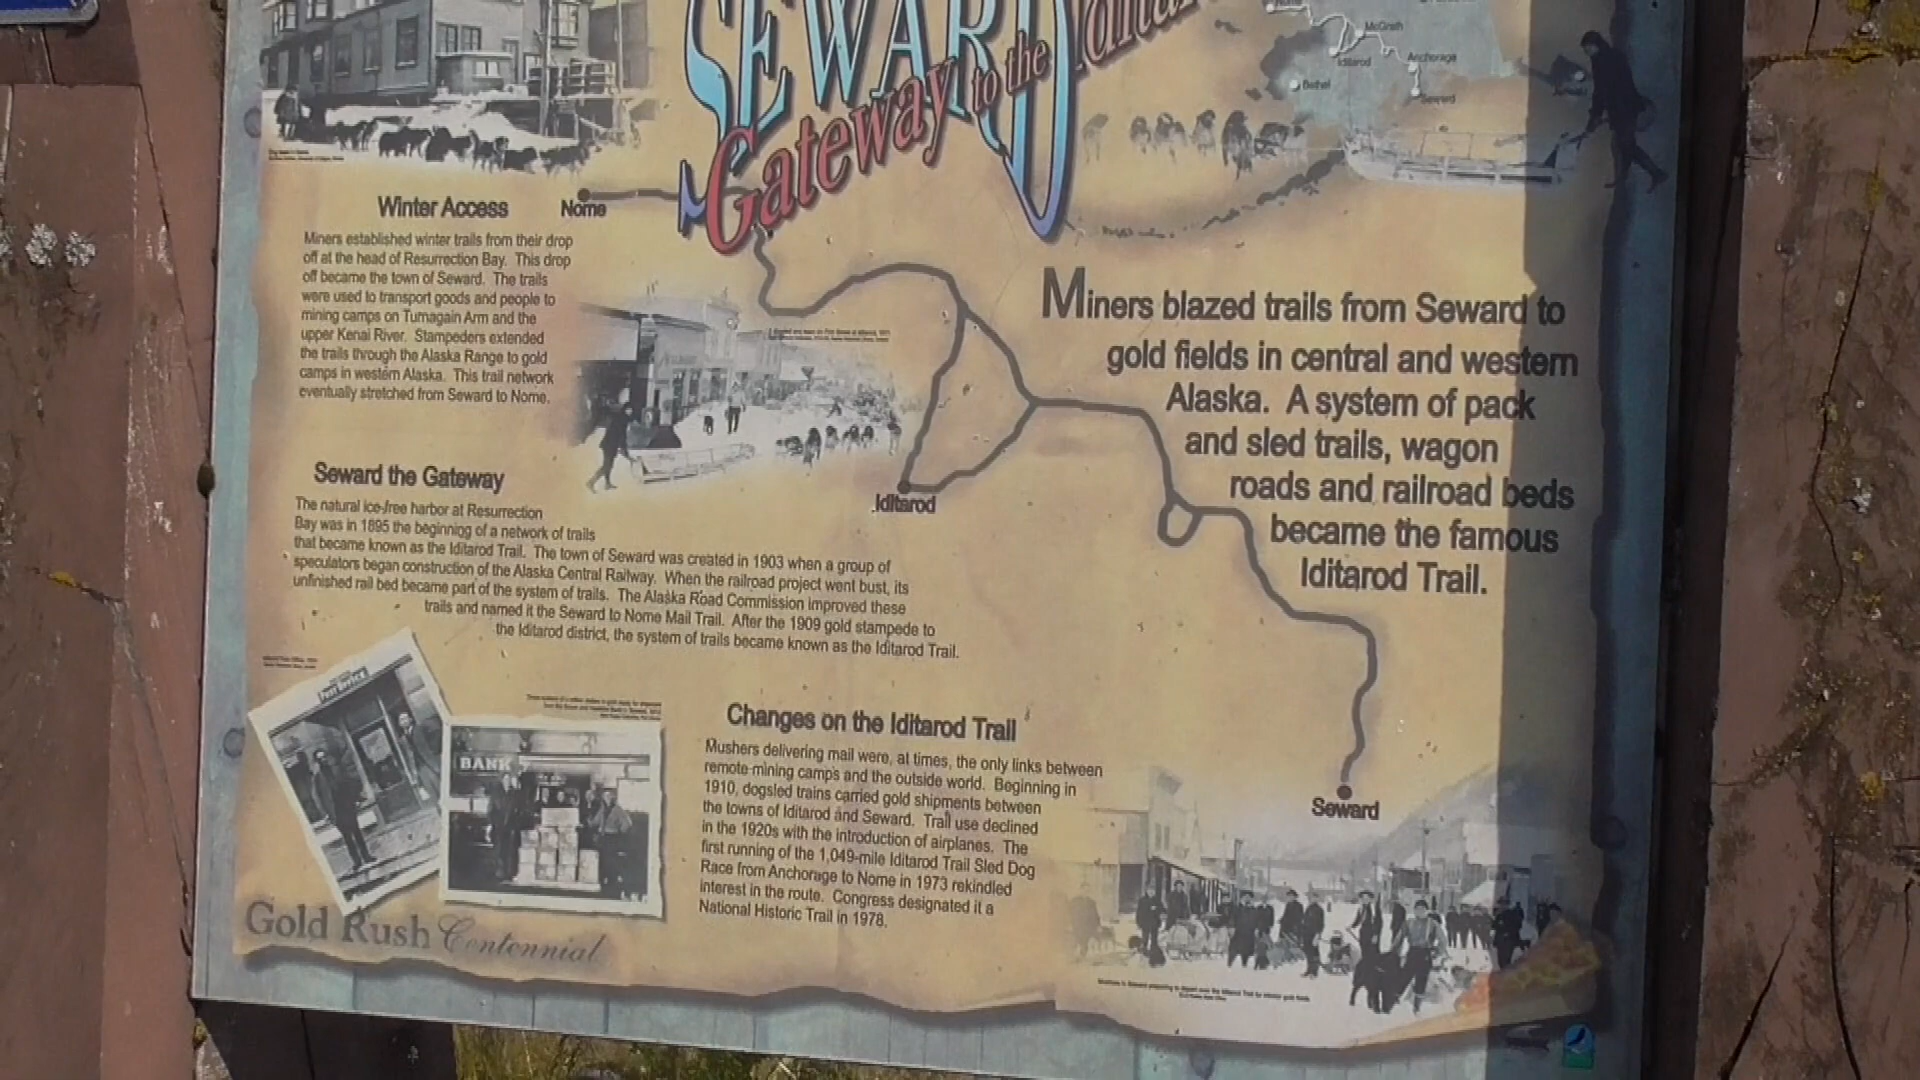 SEWARD
Gateway to the
McGrath
Iditarod
Anchorage
Bethel
Seward
Winter Access
Nome
Miners established winter trails from their drop
off at the head of Resurrection Bay. This drop
off became the town of Seward. The trails
were used to transport goods and people to
mining camps on Turnagain Arm and the
upper Kenai River. Stampeders extended
the trails through the Alaska Range to gold
camps in western Alaska. This trail network
eventually stretched from Seward to Nome.
Miners blazed trails from Seward to
gold fields in central and western
Alaska. A system of pack
and sled trails, wagon
roads and railroad beds
became the famous
Iditarod Trail.
Iditarod
Seward the Gateway
The natural ice-free harbor at Resurrection
Bay was in 1895 the beginning of a network of trails
that became known as the Iditarod Trail. The town of Seward was created in 1903 when a group of
speculators began construction of the Alaska Central Railway. When the railroad project went bust, its
unfinished rail bed became part of the system of trails. The Alaska Road Commission improved these
trails and named it the Seward to Nome Mail Trail. After the 1909 gold stampede to
the Iditarod district, the system of trails became known as the Iditarod Trail.
POST OFFICE
BANK
Changes on the Iditarod Trail
Mushers delivering mail were, at times, the only links between
remote mining camps and the outside world. Beginning in
1910, dogsled trains carried gold shipments between
the towns of Iditarod and Seward. Trail use declined
in the 1920s with the introduction of airplanes. The
first running of the 1,049-mile Iditarod Trail Sled Dog
Race from Anchorage to Nome in 1973 rekindled
interest in the route. Congress designated it a
National Historic Trail in 1978.
Seward
Gold Rush Centennial